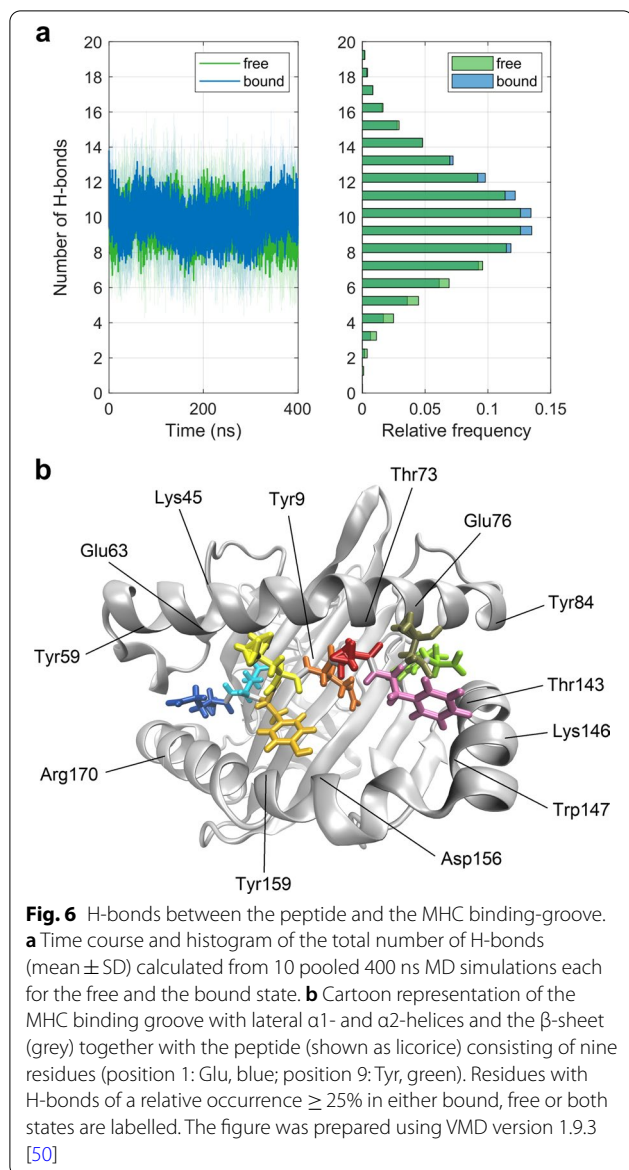 a
20
18
16
14
12
10
8
6
4
2
0
Number of H-bonds
free
bound
0
200
400
Time (ns)
20
18
16
14
12
10
8
6
4
2
0
free
bound
0
0.05
0.1
0.15
Relative frequency
b
Thr73
Lys45
Tyr9
Glu76
Glu63
Tyr84
Tyr59
Thr143
Lys146
Arg170
Trp147
Asp156
Tyr159
Fig. 6 H-bonds between the peptide and the MHC binding-groove.
a Time course and histogram of the total number of H-bonds
(mean ± SD) calculated from 10 pooled 400 ns MD simulations each
for the free and the bound state. b Cartoon representation of the
MHC binding groove with lateral α1- and α2-helices and the β-sheet
(grey) together with the peptide (shown as licorice) consisting of nine
residues (position 1: Glu, blue; position 9: Tyr, green). Residues with
H-bonds of a relative occurrence ≥ 25% in either bound, free or both
states are labelled. The figure was prepared using VMD version 1.9.3
[50]